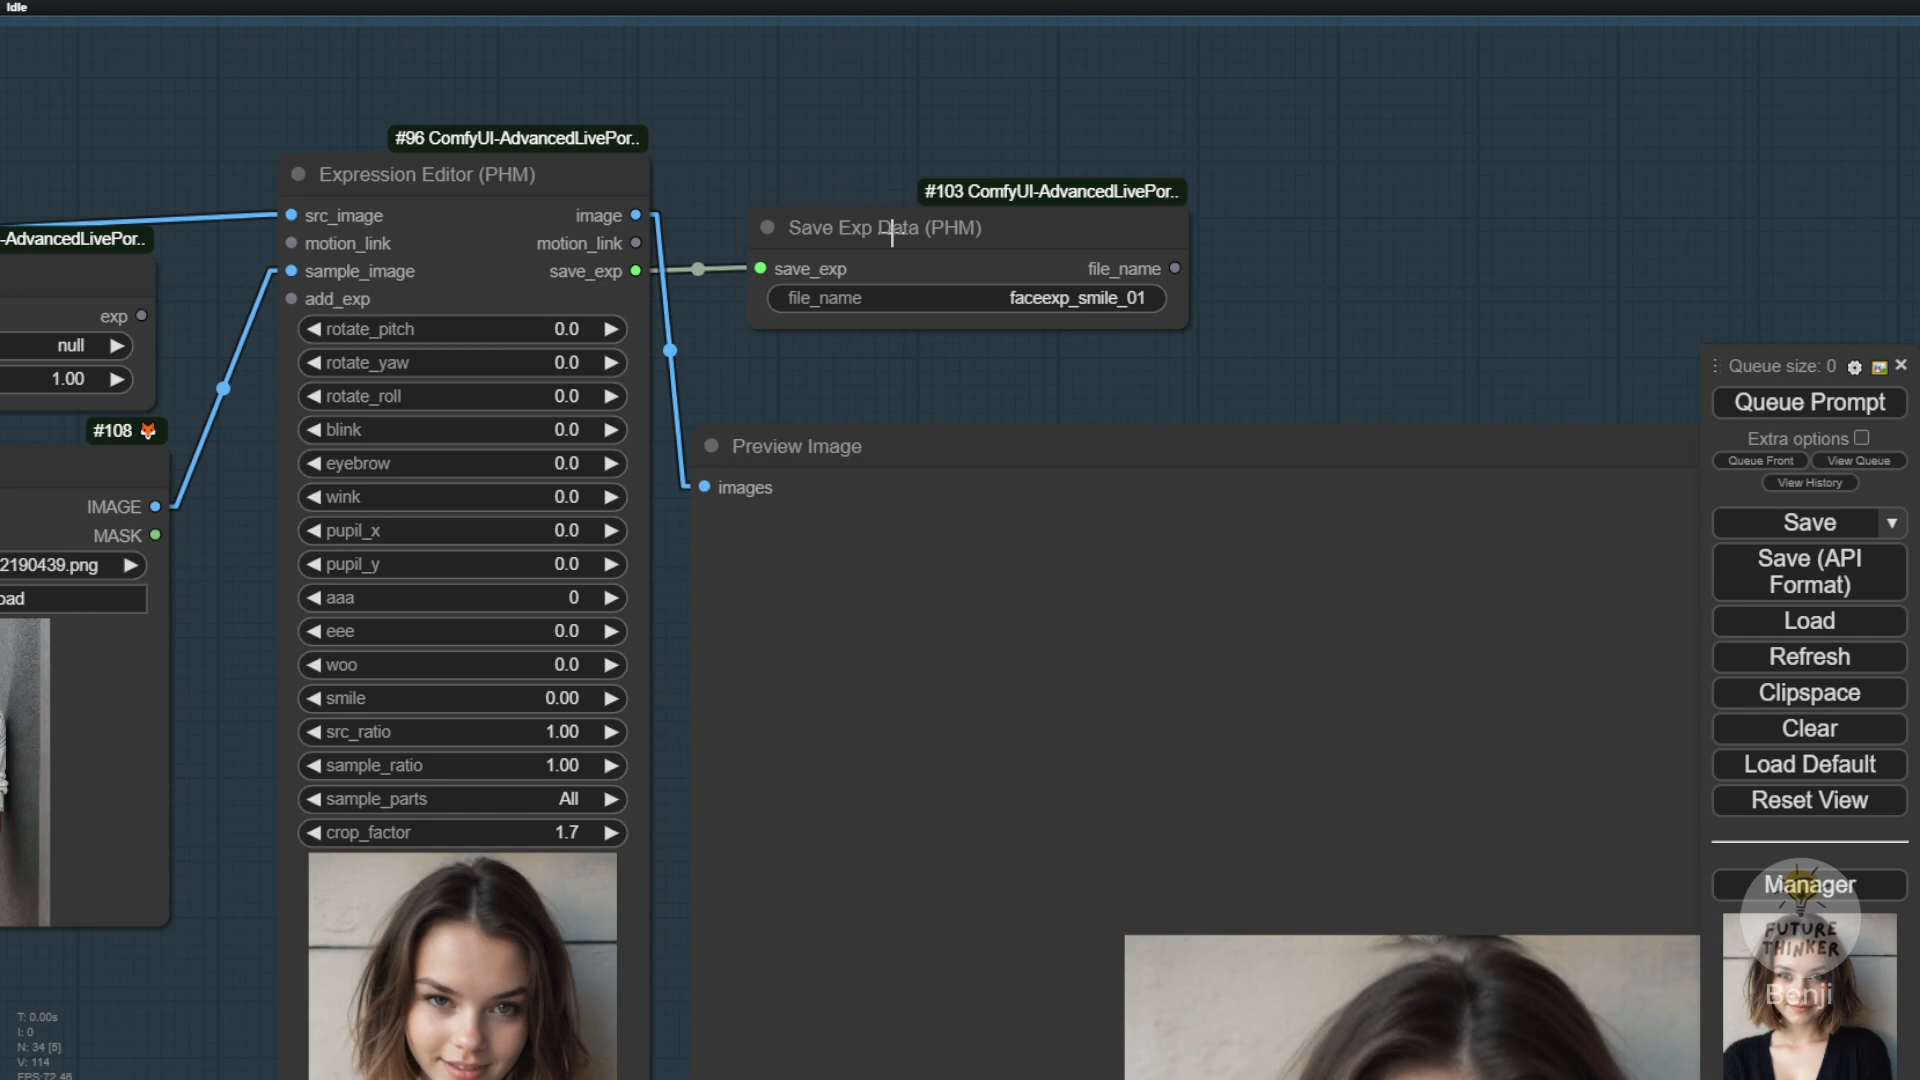 Idle
#96 ComfyUI-AdvancedLivePor..
Expression Editor (PHM)
src_image
image
motion_link
motion_link
sample_image
save_exp
add_exp
rotate_pitch 0.0
rotate_yaw 0.0
rotate_roll 0.0
blink 0.0
eyebrow 0.0
wink 0.0
pupil_x 0.0
pupil_y 0.0
aaa 0
eee 0.0
woo 0.0
smile 0.00
src_ratio 1.00
sample_ratio 1.00
sample_parts All
crop_factor 1.7
-AdvancedLivePor..
exp
null
1.00
#108
IMAGE
MASK
2190439.png
oad
#103 ComfyUI-AdvancedLivePor..
Save Exp Data (PHM)
save_exp
file_name
file_name faceexp_smile_01
Preview Image
images
Queue size: 0
Queue Prompt
Extra options
Queue Front
View Queue
View History
Save
Save (API
Format)
Load
Refresh
Clipspace
Clear
Load Default
Reset View
Manager
FUTURE
THINKER
Benji
T: 0.00s
I: 0
N: 34 [5]
V: 114
FPS:72.46